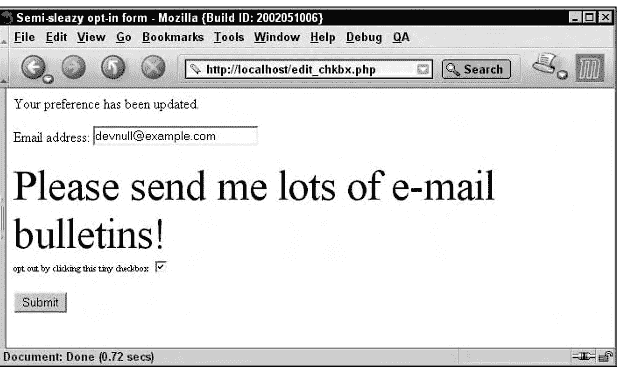 Semi-sleazy opt-in form - Mozilla {Build ID: 2002051006}
File Edit View Go Bookmarks Tools Window Help Debug QA
http://localhost/edit_chkbx.php Search
Your preference has been updated.
Email address: devnull@example.com
Please send me lots of e-mail
bulletins!
opt out by clicking this tiny checkbox
Submit
Document: Done (0.72 secs)